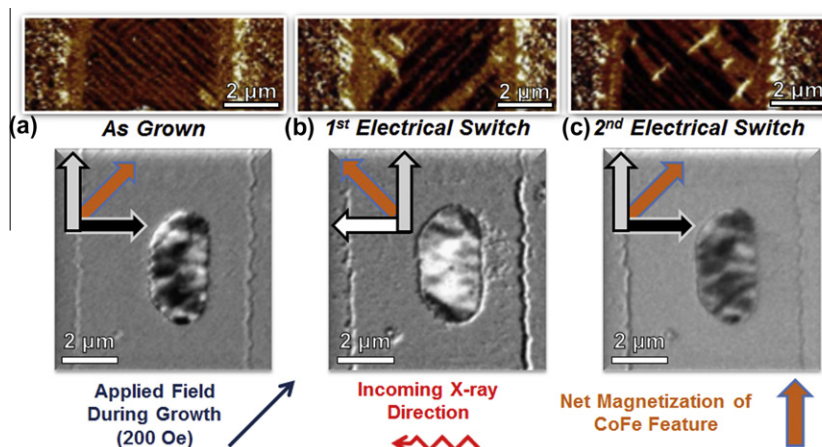 2 μm
2 μm
2 μm
(a) As Grown
(b) 1st Electrical Switch
(c) 2nd Electrical Switch
2 μm
2 μm
2 μm
Applied Field
During Growth
(200 Oe)
Incoming X-ray
Direction
Net Magnetization of
CoFe Feature